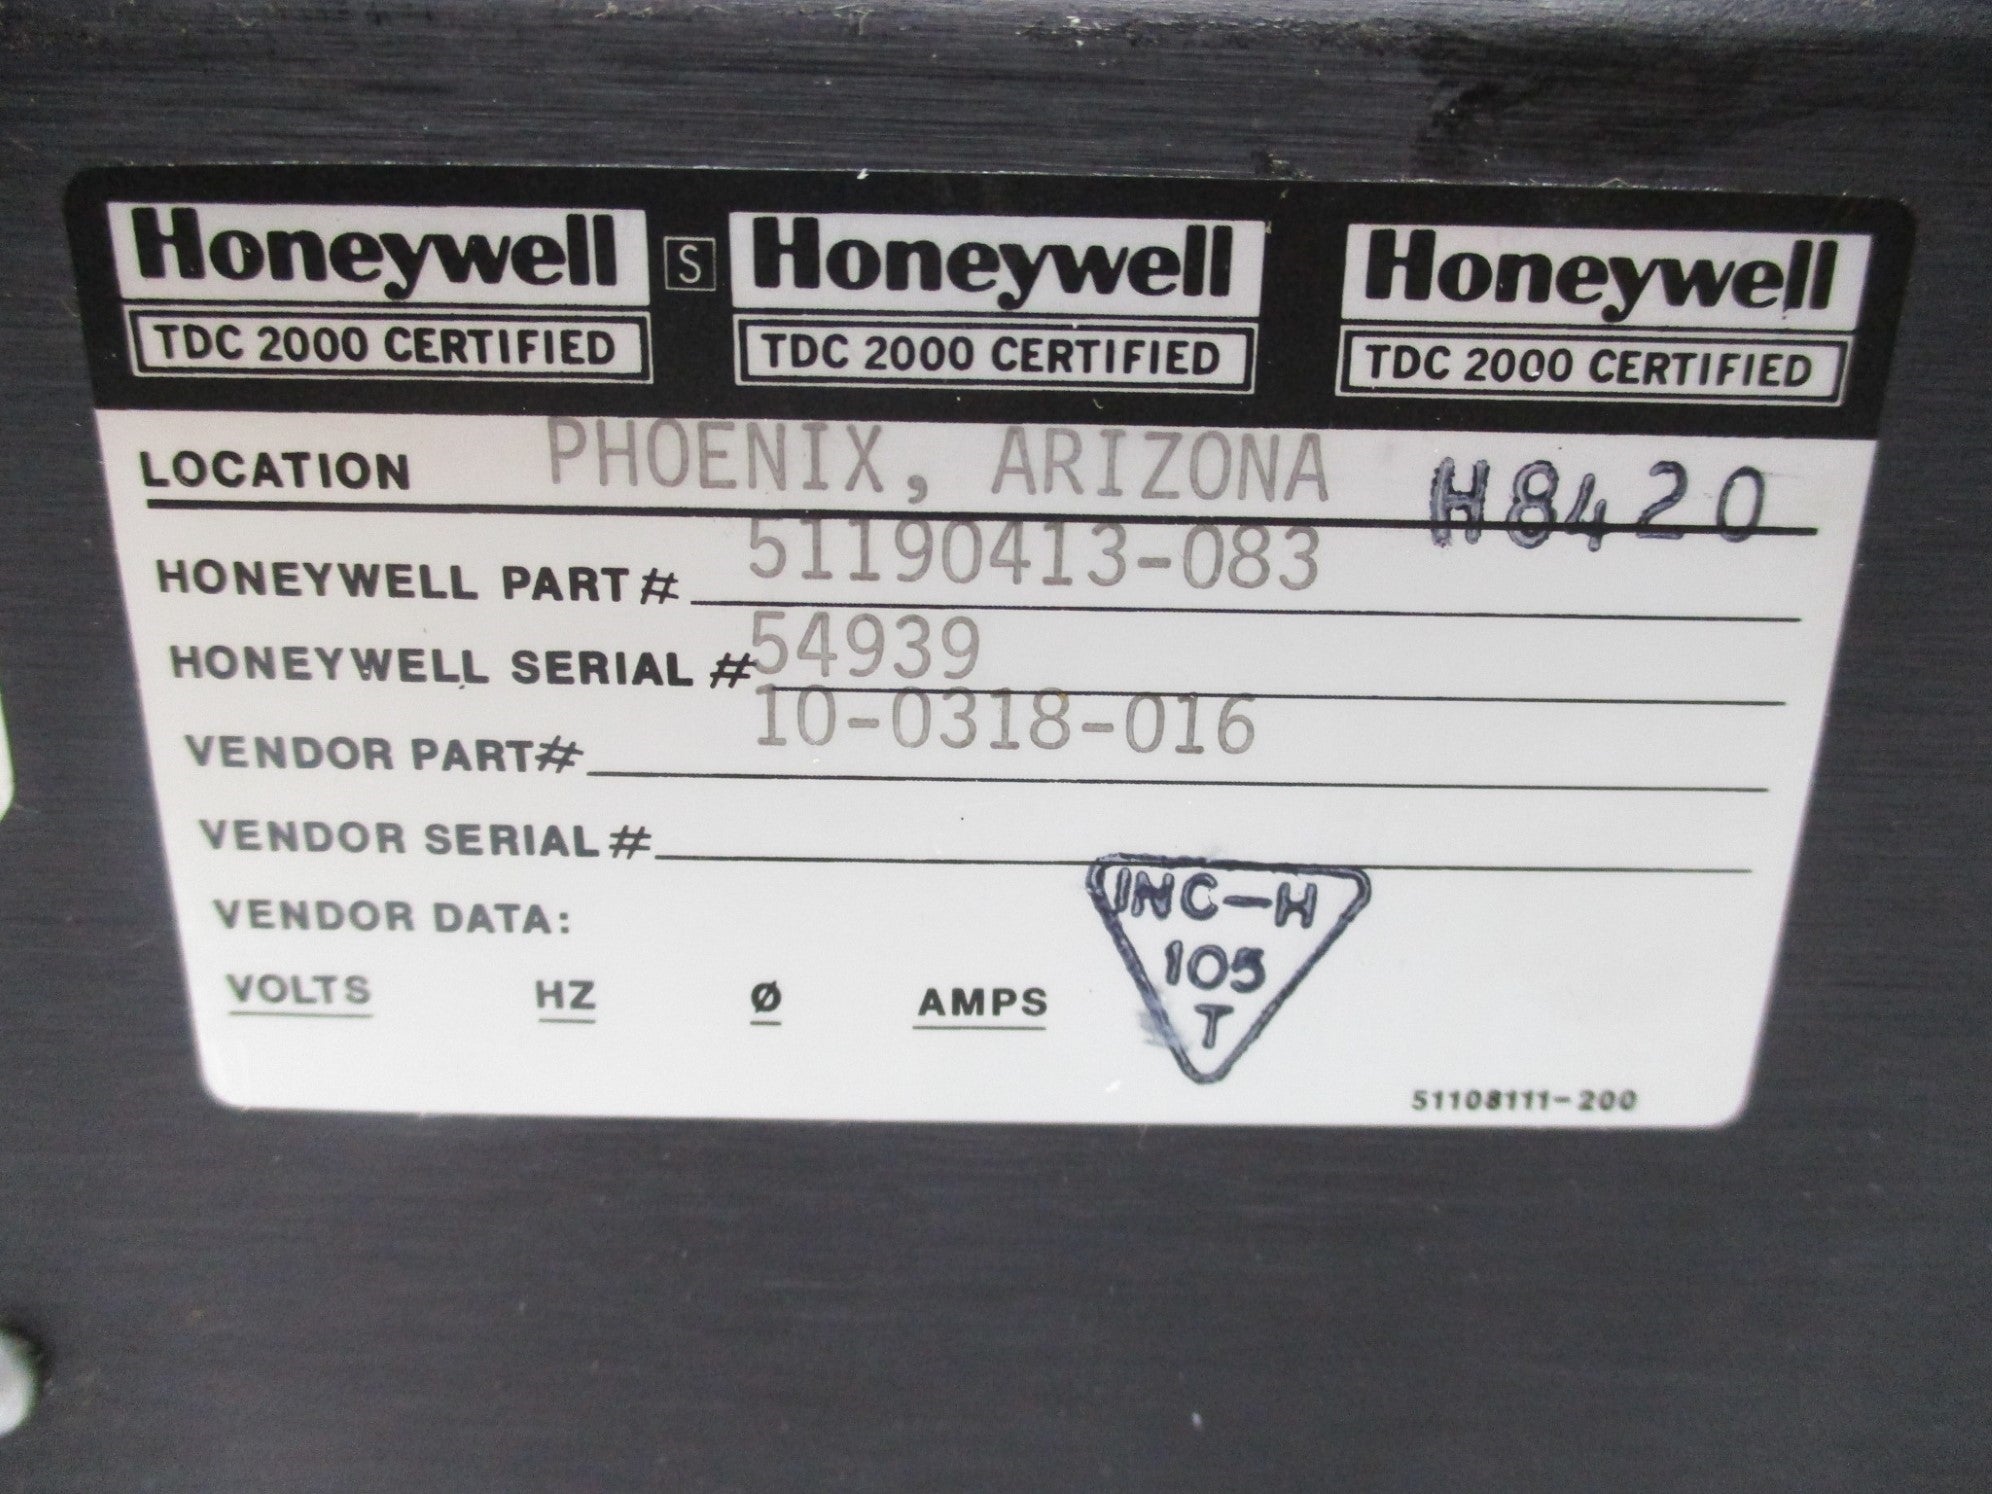 Honeywell S Honeywell Honeywell
TDC 2000 CERTIFIED TDC 2000 CERTIFIED TDC 2000 CERTIFIED
LOCATION PHOENIX, ARIZONA H8420
HONEYWELL PART # 51190413-083
HONEYWELL SERIAL # 54939
VENDOR PART # 10-0318-016
VENDOR SERIAL #
VENDOR DATA:
INC-H
105
T
VOLTS HZ Ø AMPS
51108111-200